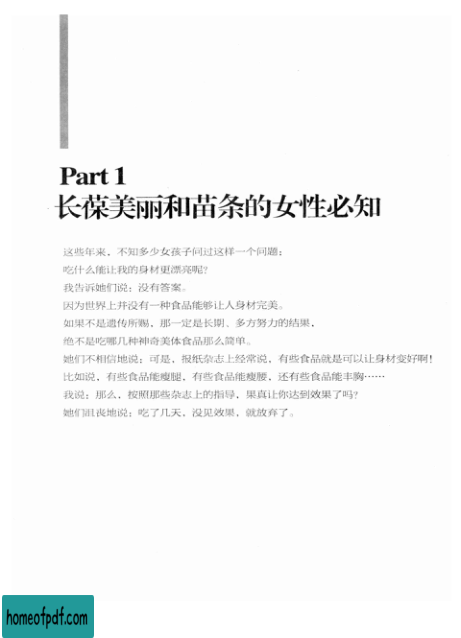 Part 1
长葆美丽和苗条的女性必知
这些年来，不知多少女孩子问过这样一个问题：
吃什么能让我的身材更漂亮呢？
我告诉她们说：没有答案。
因为世界上并没有一种食品能够让人身材完美。
如果不是遗传所赐，那一定是长期、多方努力的结果，
绝不是吃哪几种神奇美体食品那么简单。
她们不相信地说：可是，报纸杂志上经常说，有些食品就是可以让身材变好啊！
比如说，有些食品能瘦腿，有些食品能瘦腰，还有些食品能丰胸……
我说：那么，按照那些杂志上的指导，果真让你达到效果了吗？
她们沮丧地说：吃了几天，没见效果，就放弃了。
homeofpdf.com